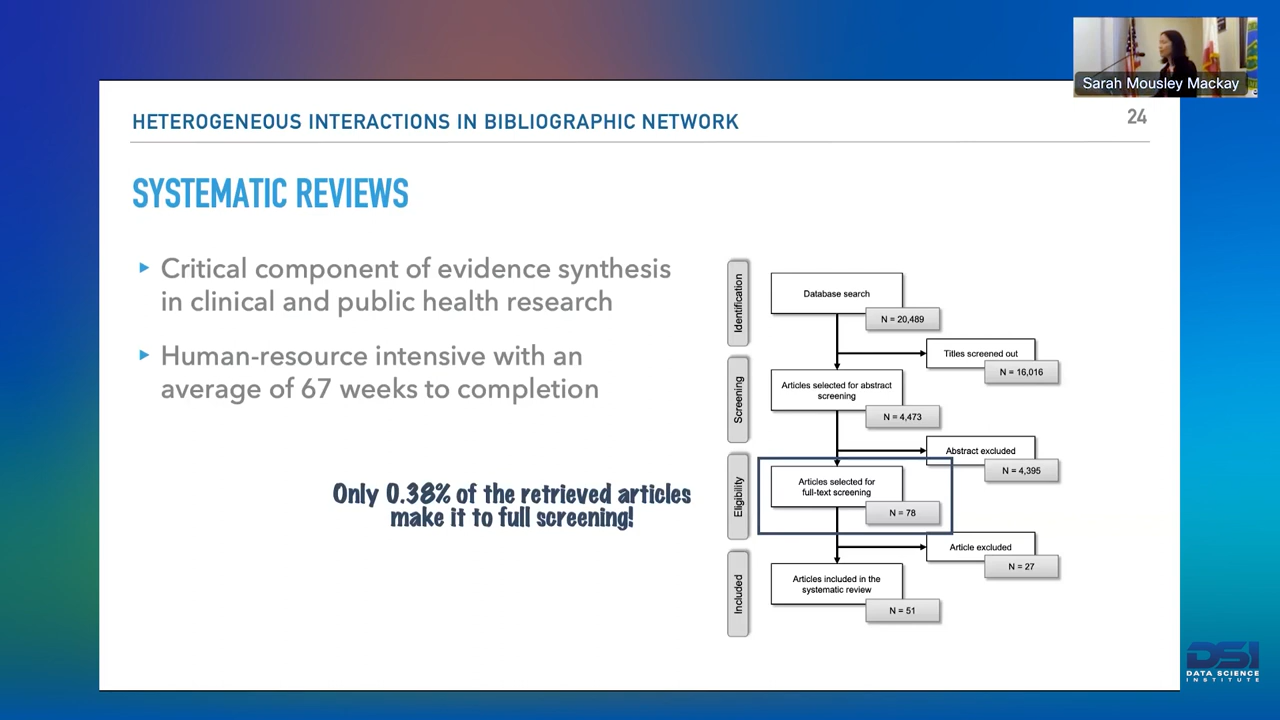 Sarah Mousley Mackay
HETEROGENEOUS INTERACTIONS IN BIBLIOGRAPHIC NETWORK
24
SYSTEMATIC REVIEWS
Critical component of evidence synthesis
in clinical and public health research
Human-resource intensive with an
average of 67 weeks to completion
Only 0.38% of the retrieved articles
make it to full screening!
Identification
Database search
N = 20,489
Titles screened out
N = 16,016
Screening
Articles selected for abstract
screening
N = 4,473
Abstract excluded
N = 4,395
Eligibility
Articles selected for
full-text screening
N = 78
Article excluded
N = 27
Included
Articles included in the
systematic review
N = 51
DSI
DATA SCIENCE
INSTITUTE